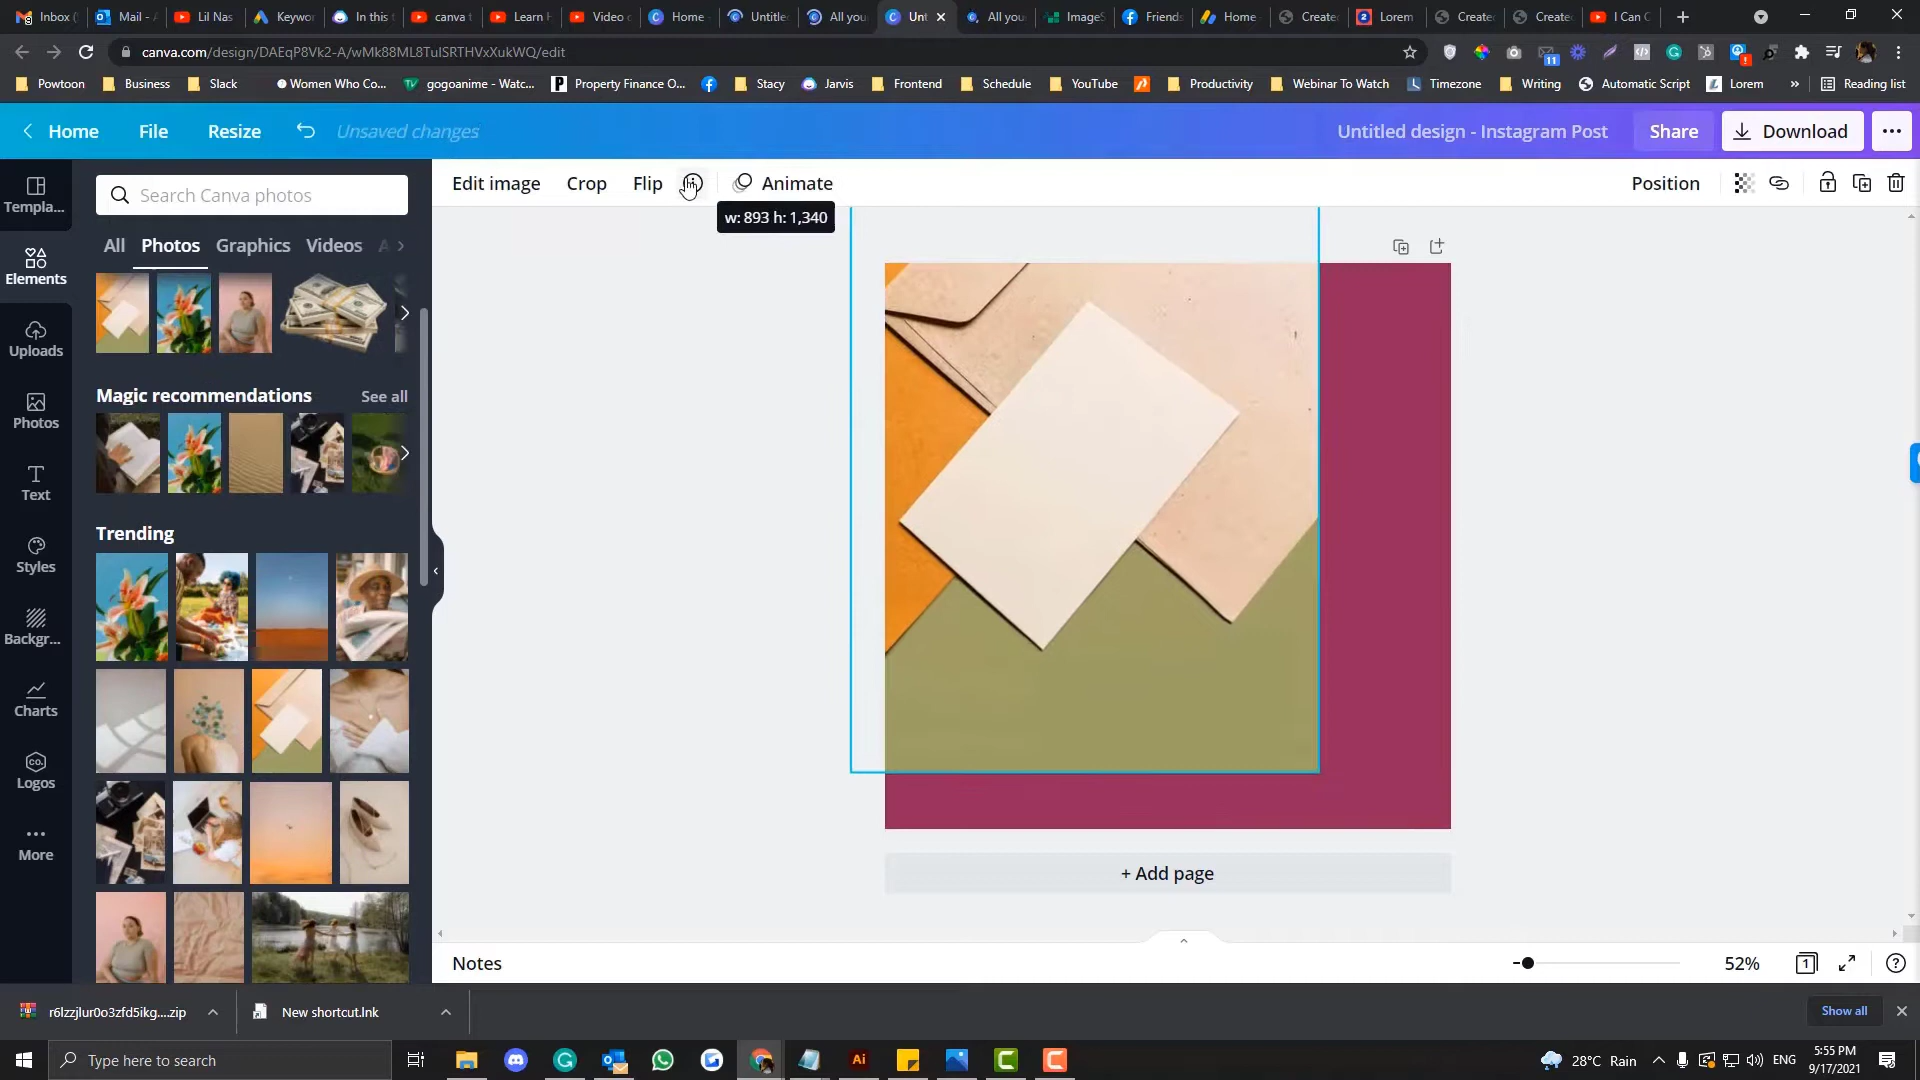 Inbox (
Mail -
Lil Nas
Keywor
In this
canva t
Learn H
Video c
Home
Untitle
All you
Unt
All you
ImageS
Friends
Home
Create
Lorem
Create
Create
I Can C
canva.com/design/DAEqP8Vk2-A/wMk88ML8TulSRTHVxXukWQ/edit
11
Powtoon
Business
Slack
Women Who Co...
gogoanime - Watc...
Property Finance O...
Stacy
Jarvis
Frontend
Schedule
YouTube
Productivity
Webinar To Watch
Timezone
Writing
Automatic Script
Lorem
»
Reading list
Home
File
Resize
Unsaved changes
Untitled design - Instagram Post
Share
Download
Edit image
Crop
Flip
Animate
Position
w: 893 h: 1,340
Templa...
Elements
Uploads
Photos
Text
Styles
Backgr...
Charts
CO.
Logos
More
Search Canva photos
All
Photos
Graphics
Videos
A
Magic recommendations
See all
Trending
+ Add page
Notes
52%
1
r6lzzjlur0o3zfd5ikg....zip
New shortcut.lnk
Show all
Type here to search
Ai
28°C Rain
ENG
5:55 PM
9/17/2021